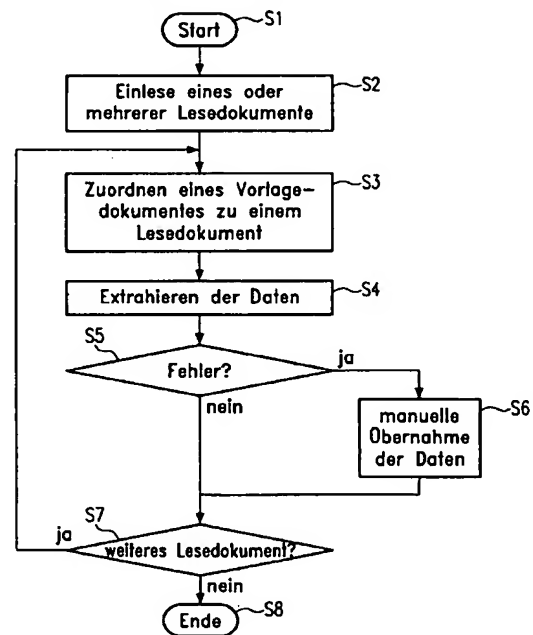 Start
S1
Einlese eines oder
mehrerer Lesedokumente
S2
Zuordnen eines Vorlage-
dokumentes zu einem
Lesedokument
S3
Extrahieren der Daten
S4
S5
Fehler?
ja
nein
manuelle
Obernahme
der Daten
S6
S7
ja
weiteres Lesedokument?
nein
Ende
S8